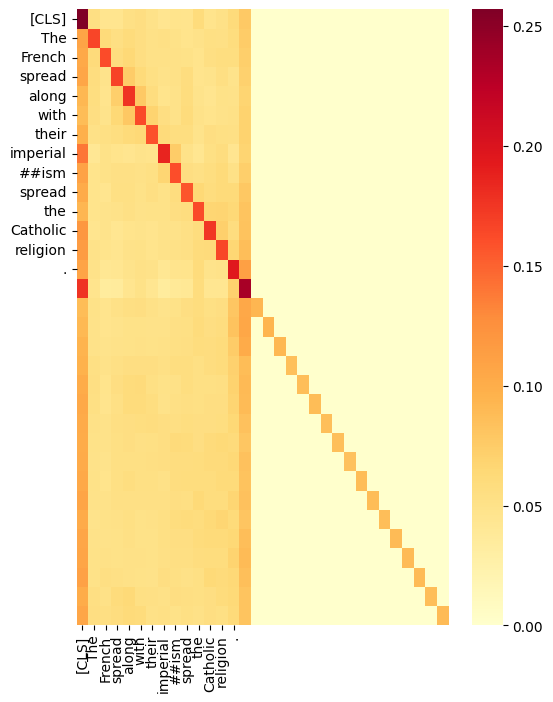 [CLS]
The
French
spread
along
with
their
imperial
##ism
spread
the
Catholic
religion
.
[CLS]
The
French
spread
along
with
their
imperial
##ism
spread
the
Catholic
religion
.
0.25
0.20
0.15
0.10
0.05
0.00